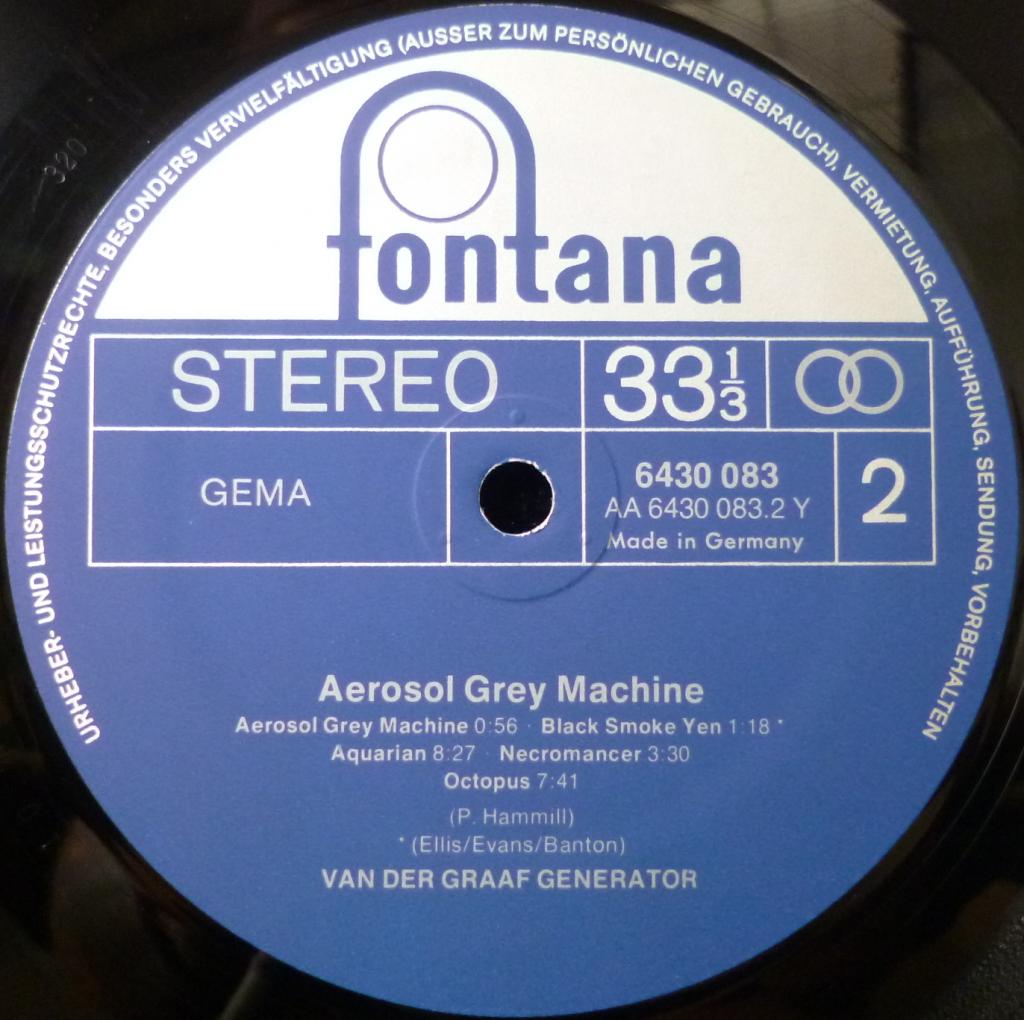 URHEBER- UND LEISTUNGSSCHUTZRECHTE, BESONDERS VERVIELFÄLTIGUNG (AUSSER ZUM PERSÖNLICHEN GEBRAUCH), VERMIETUNG, AUFFÜHRUNG, SENDUNG, VORBEHALTEN
320
fontana
STEREO 33 1/3
GEMA
6430 083
AA 6430 083.2 Y
Made in Germany
2
Aerosol Grey Machine
Aerosol Grey Machine 0:56 · Black Smoke Yen 1:18 *
Aquarian 8:27 · Necromancer 3:30
Octopus 7:41
(P. Hammill)
* (Ellis/Evans/Banton)
VAN DER GRAAF GENERATOR